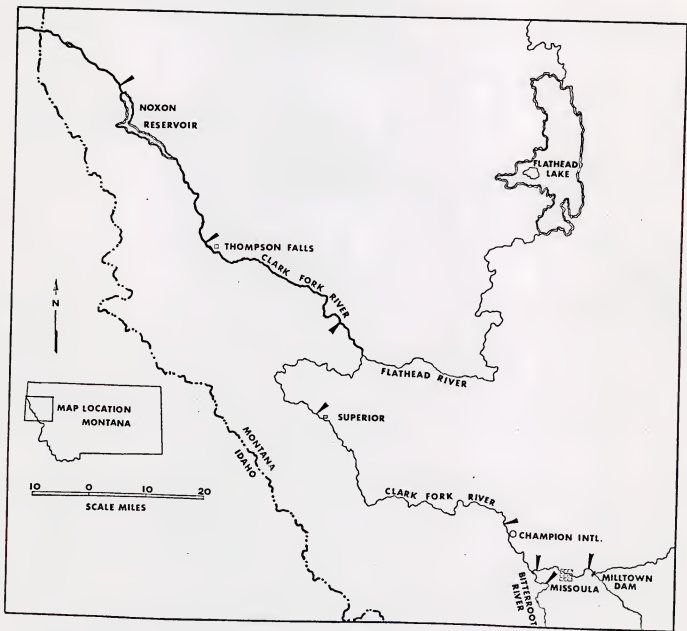 NOXON
RESERVOIR
FLATHEAD
LAKE
THOMPSON FALLS
CLARK FORK RIVER
N
FLATHEAD RIVER
MAP LOCATION
MONTANA
SUPERIOR
MONTANA
IDAHO
10 0 10 20
SCALE MILES
CLARK FORK RIVER
CHAMPION INTL.
MILLTOWN
DAM
MISSOULA
BITTERROOT
RIVER